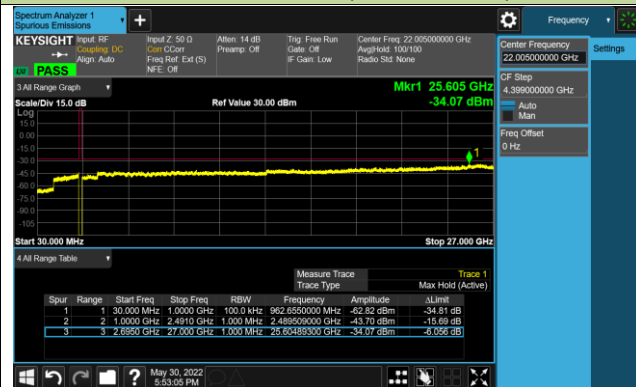 Spectrum Analyzer 1
Spurious Emissions
Frequency
KEYSIGHT
Input: RF
Coupling: DC
Align: Auto
Input Z: 50 Ω
Corr CCorr
Freq Ref: Ext (S)
NFE: Off
Atten: 14 dB
Preamp: Off
Trig: Free Run
Gate: Off
IF Gain: Low
Center Freq: 22.005000000 GHz
Avg|Hold: 100/100
Radio Std: None
PASS
Center Frequency
22.005000000 GHz
Settings
CF Step
4.399000000 GHz
Auto
Man
Freq Offset
0 Hz
3 All Range Graph
Mkr1 25.605 GHz
-34.07 dBm
Scale/Div 15.0 dB
Ref Value 30.00 dBm
Log
15.0
0.00
-15.0
-30.0
-45.0
-60.0
-75.0
-90.0
-105
1
Start 30.000 MHz
Stop 27.000 GHz
4 All Range Table
Measure Trace Trace 1
Trace Type Max Hold (Active)
Spur Range Start Freq Stop Freq RBW Frequency Amplitude ΔLimit
1 1 30.000 MHz 1.0000 GHz 100.0 kHz 962.6550000 MHz -62.82 dBm -34.81 dB
2 2 1.0000 GHz 2.4910 GHz 1.000 MHz 2.489509000 GHz -43.70 dBm -15.69 dB
3 3 2.6950 GHz 27.000 GHz 1.000 MHz 25.60489300 GHz -34.07 dBm -6.056 dB
May 30, 2022
5:53:05 PM